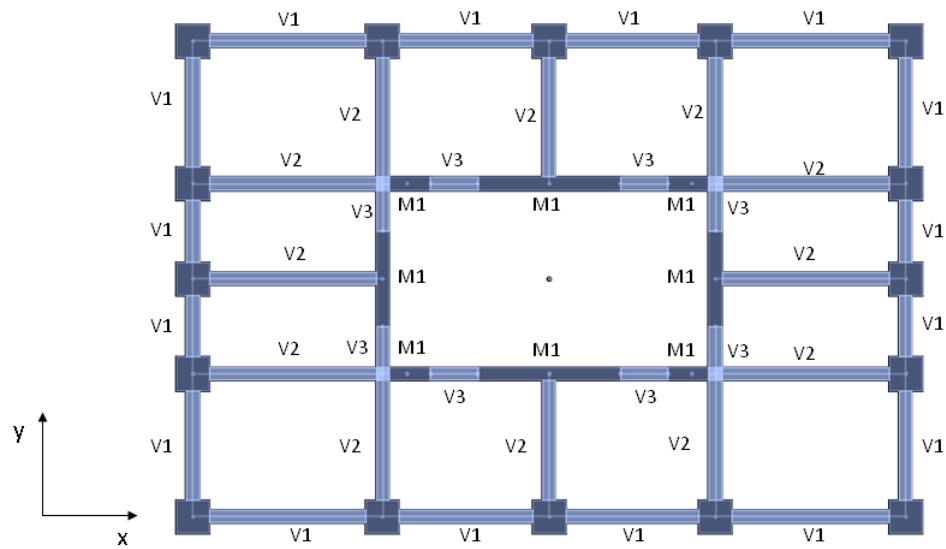 V1 V1 V1 V1
V1 V2 V2 V2 V1
V2 V3 V3 V2
V3 M1 M1 M1 V3
V1 V1
V2 M1 M1 V2
V1 V1
V2 V3 M1 M1 M1 V3 V2
V3 V3
y V1 V2 V2 V2 V1
x V1 V1 V1 V1